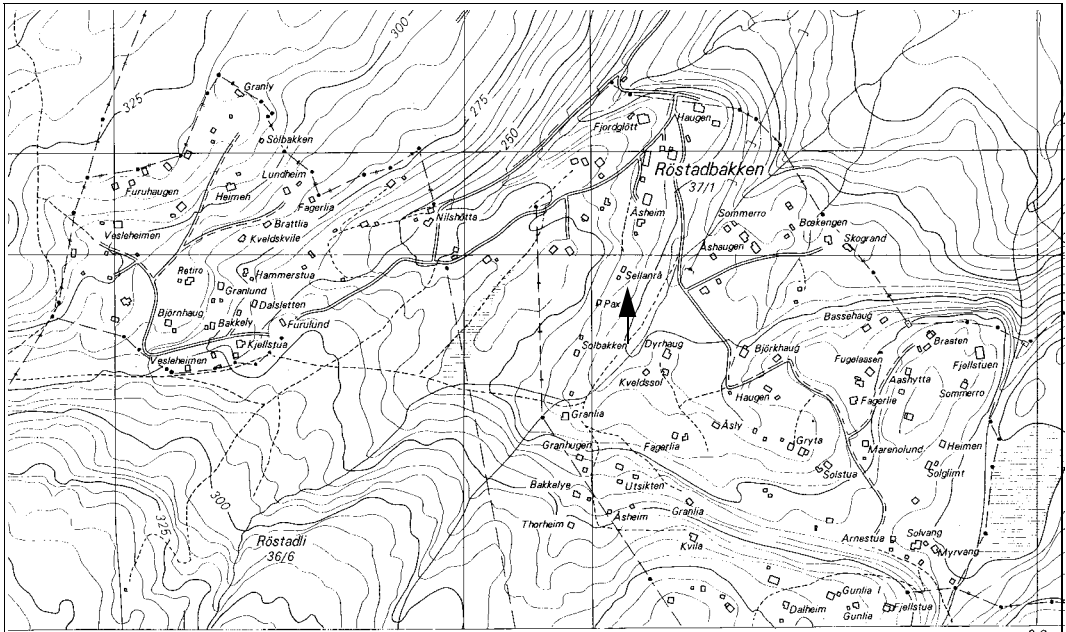 300
325
275
250
Granly
Fjordglött
Haugen
Sölbakken
Röstadbakken
37/1
Lundheim
Furuhaugen
Heimen
Fagerlia
Nilshötta
Åsheim
Sommerro
Bœkengen
Vesleheimen
Brattlia
Kveldskvile
Åshaugen
Skogrand
Retiro
Hammerstua
Sellanrå
Granlund
Dalsletten
Pax
Björnhaug
Bakkely
Furulund
Bassehaug
Kjellstua
Solbakken
Dyrhaug
Björkhaug
Brasten
Vesleheimen
Fugelaasen
Fjellstuen
Kveldssol
Aashytta
Haugen
Fagerlie
Sommerro
Granlia
Åsly
Granhugen
Fagerlia
Gryta
Marenolund
Heimen
Solstua
Solglimt
Bakkelye
Utsikten
300
Granlia
325
Thorheim
Åsheim
Röstadli
36/6
Kvila
Arnestua
Solvang
Myrvang
Gunlia I
Dalheim
Gunlia
Fjellstua